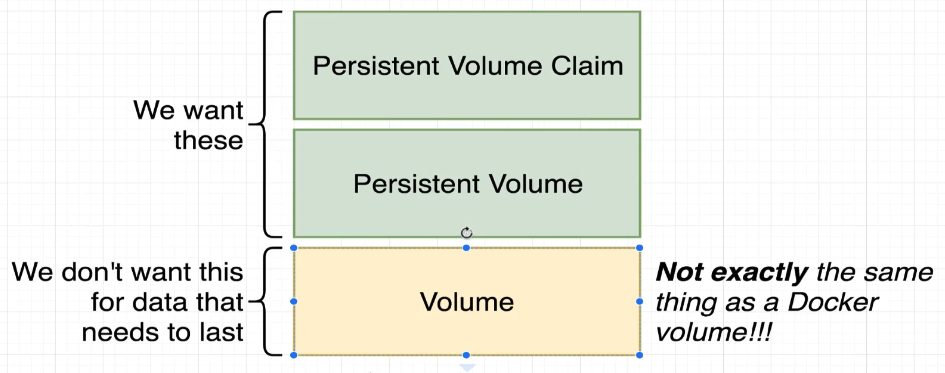 Persistent Volume Claim
We want
these
Persistent Volume
We don't want this
for data that
needs to last
Volume
Not exactly the same
thing as a Docker
volume!!!